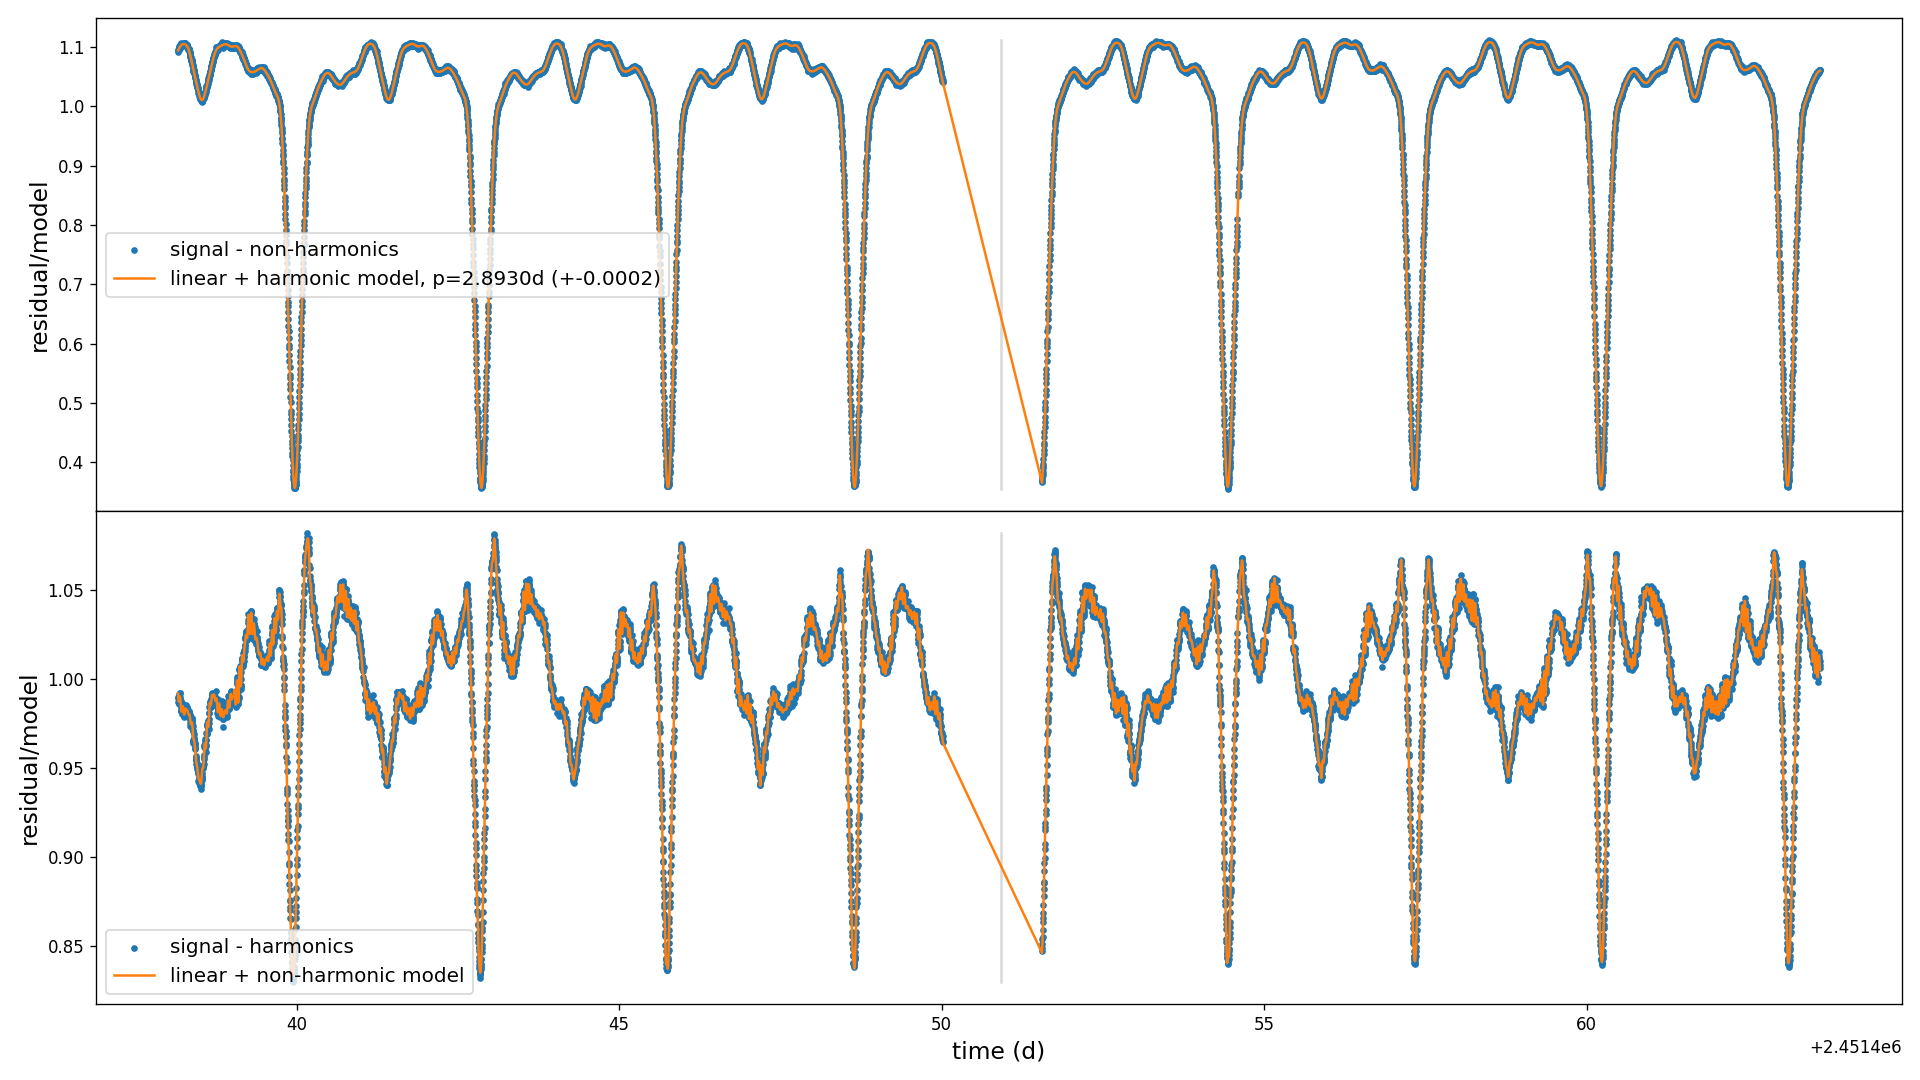 residual/model
1.1
1.0
0.9
0.8
0.7
0.6
0.5
0.4
signal - non-harmonics
linear + harmonic model, p=2.8930d (+-0.0002)
residual/model
1.05
1.00
0.95
0.90
0.85
signal - harmonics
linear + non-harmonic model
40 45 50 55 60
time (d)
+2.4514e6